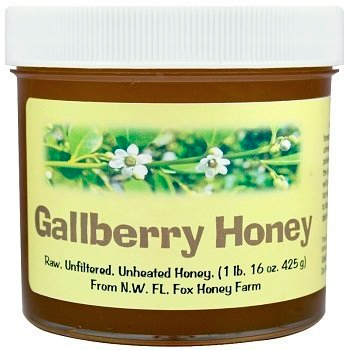 Gallberry Honey
Raw, Unfiltered, Unheated Honey, (1 lb. 16 oz. 425 g)
From N.W. FL, Fox Honey Farm